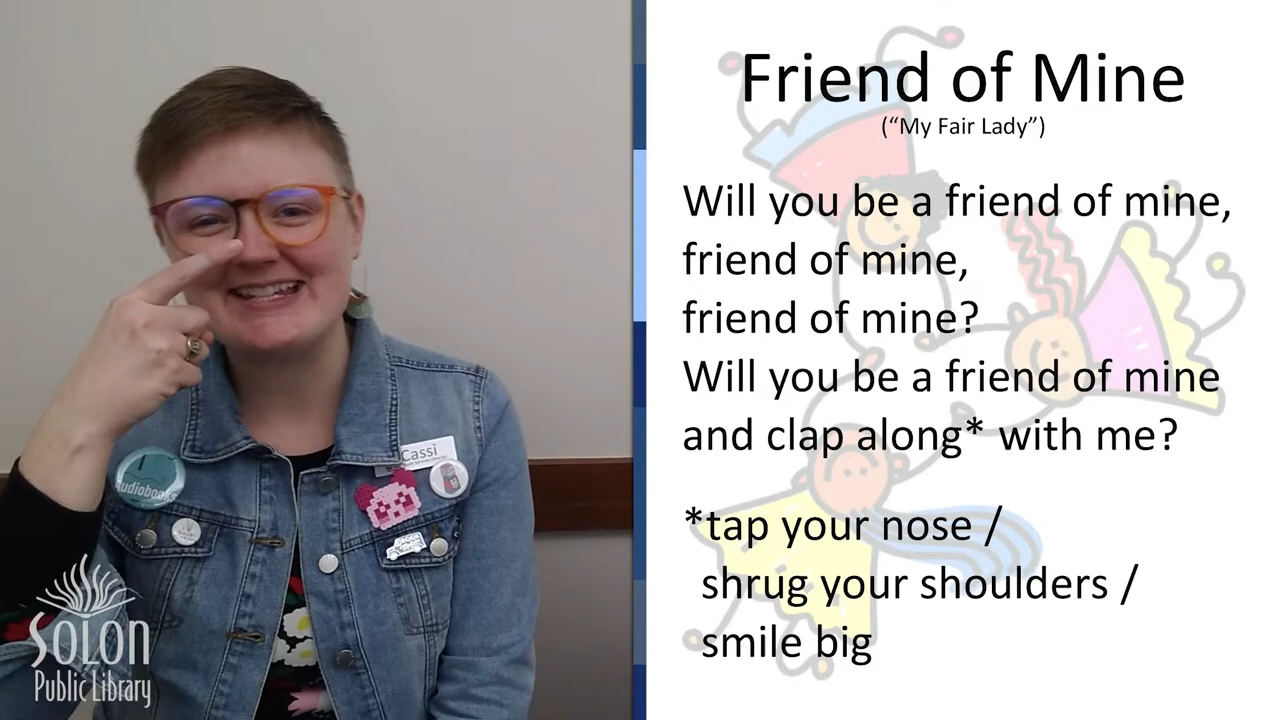 Friend of Mine
(“My Fair Lady”)
Will you be a friend of mine,
friend of mine,
friend of mine?
Will you be a friend of mine
and clap along* with me?
*tap your nose /
shrug your shoulders /
smile big
Cassi
Audiobooks
SOLON
Public Library